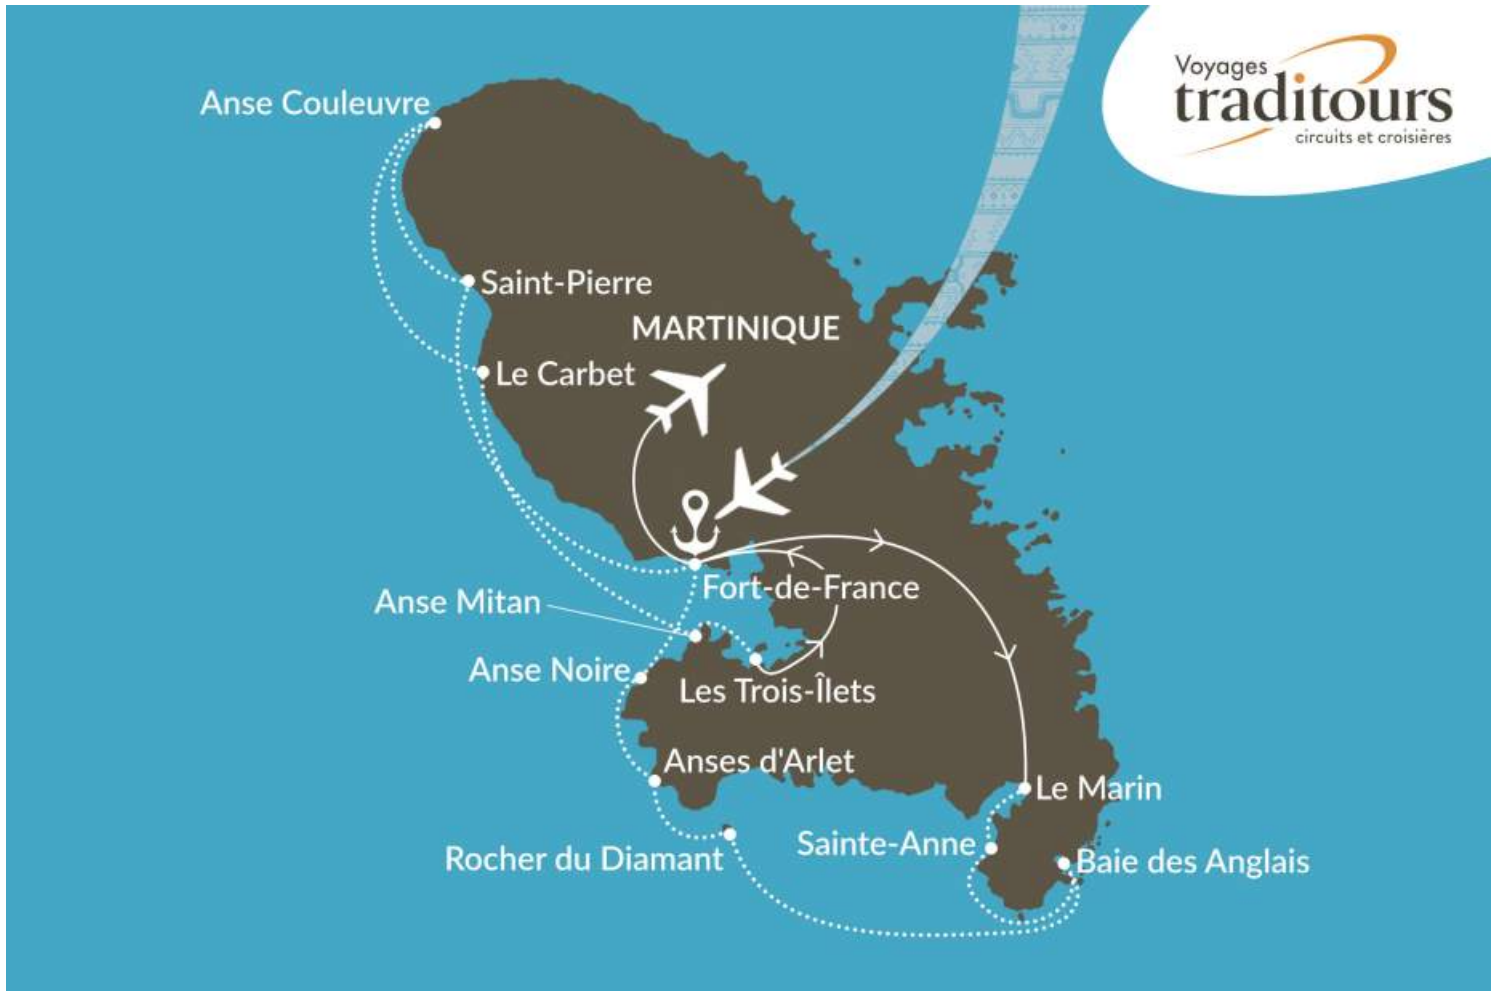 Voyages
traditours
circuits et croisières
Anse Couleuvre
Saint-Pierre
MARTINIQUE
Le Carbet
Fort-de-France
Anse Mitan
Anse Noire
Les Trois-Îlets
Anses d'Arlet
Le Marin
Sainte-Anne
Rocher du Diamant
Baie des Anglais